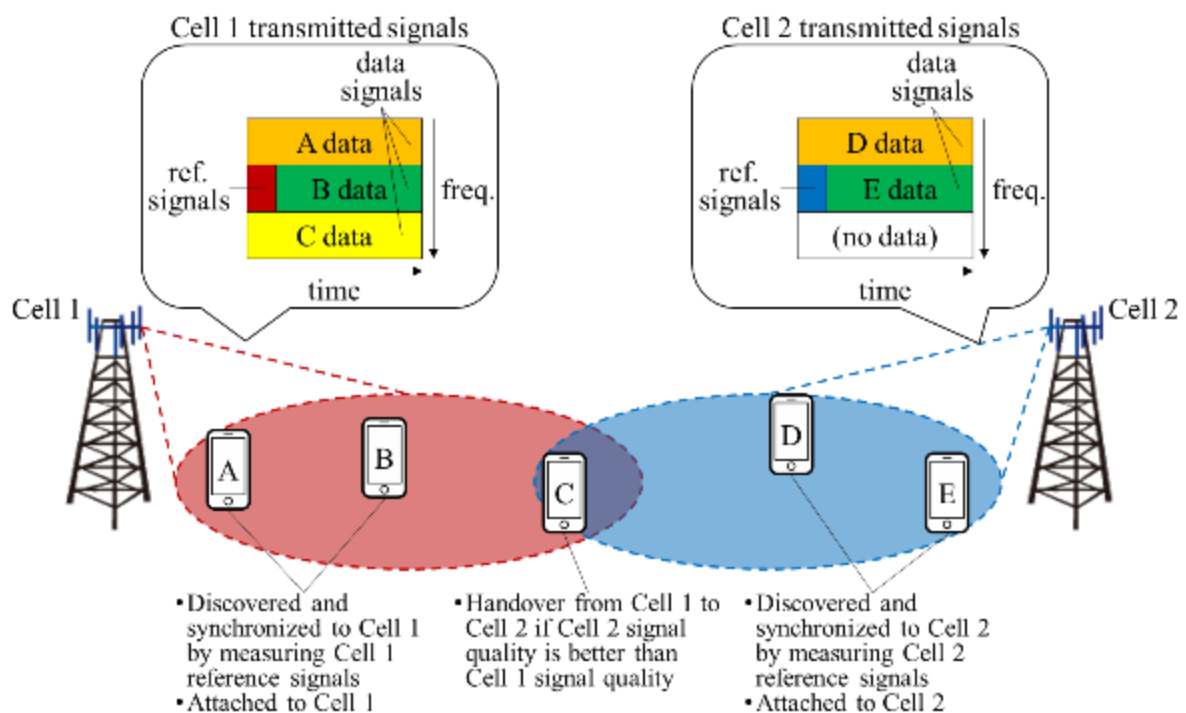 Cell 1 transmitted signals
data
signals
A data
ref.
signals
B data
freq.
C data
time
Cell 2 transmitted signals
data
signals
D data
ref.
signals
E data
freq.
(no data)
time
Cell 1
Cell 2
A
B
C
D
E
•Discovered and
synchronized to Cell 1
by measuring Cell 1
reference signals
•Attached to Cell 1
•Handover from Cell 1 to
Cell 2 if Cell 2 signal
quality is better than
Cell 1 signal quality
•Discovered and
synchronized to Cell 2
by measuring Cell 2
reference signals
•Attached to Cell 2